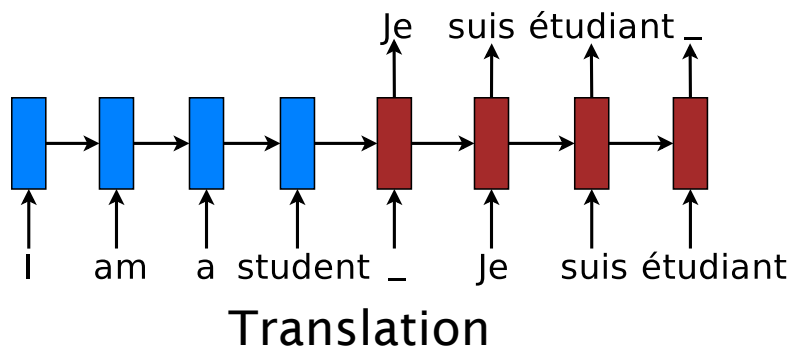 Je suis étudiant _
I am a student _ Je suis étudiant
Translation